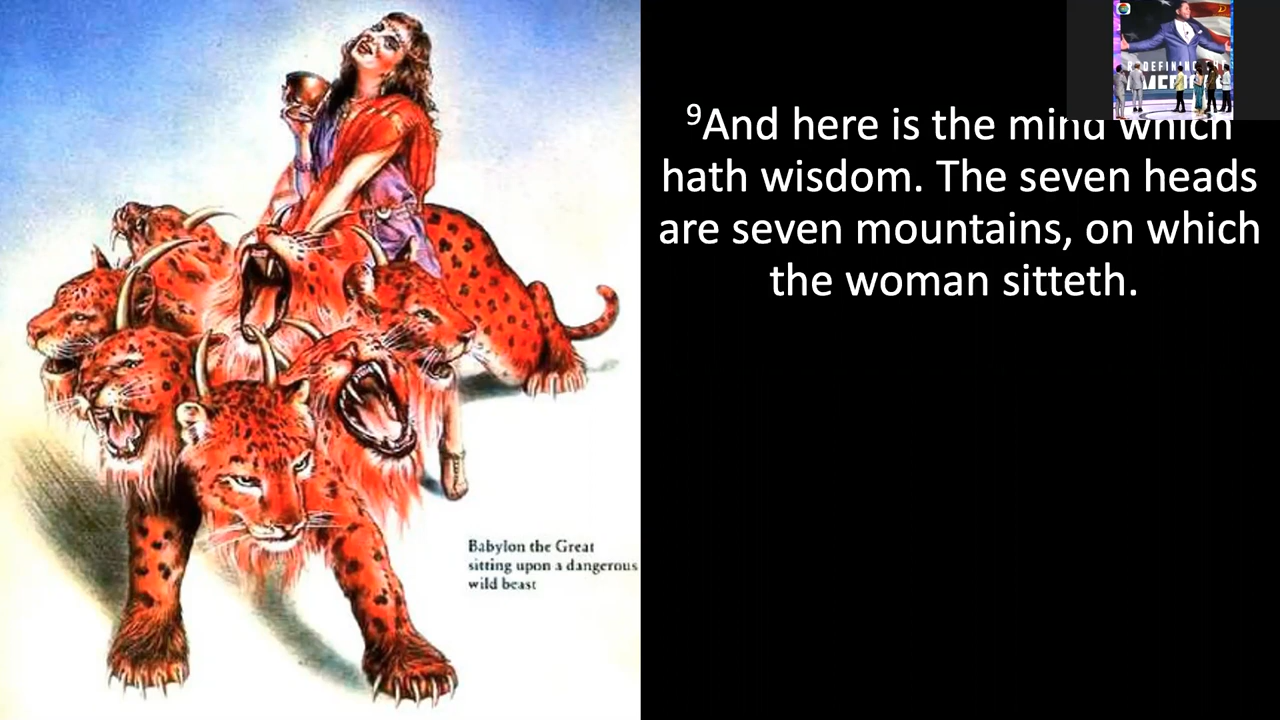 Babylon the Great
sitting upon a dangerous
wild beast
9And here is the mind which
hath wisdom. The seven heads
are seven mountains, on which
the woman sitteth.